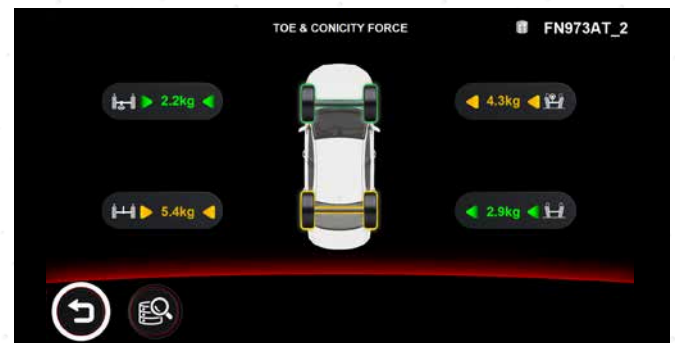 TOE & CONICITY FORCE
FN973AT_2
2.2kg
4.3kg
5.4kg
2.9kg